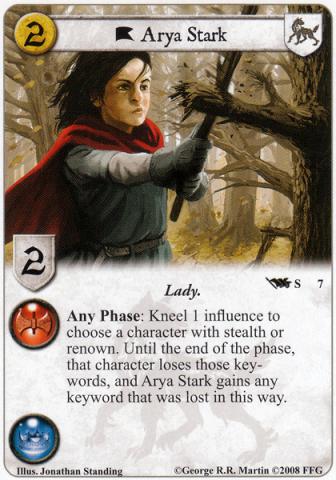 2
Arya Stark
2
Lady.
S 7
Any Phase: Kneel 1 influence to
choose a character with stealth or
renown. Until the end of the phase,
that character loses those key-
words, and Arya Stark gains any
keyword that was lost in this way.
Illus. Jonathan Standing
©George R.R. Martin ©2008 FFG